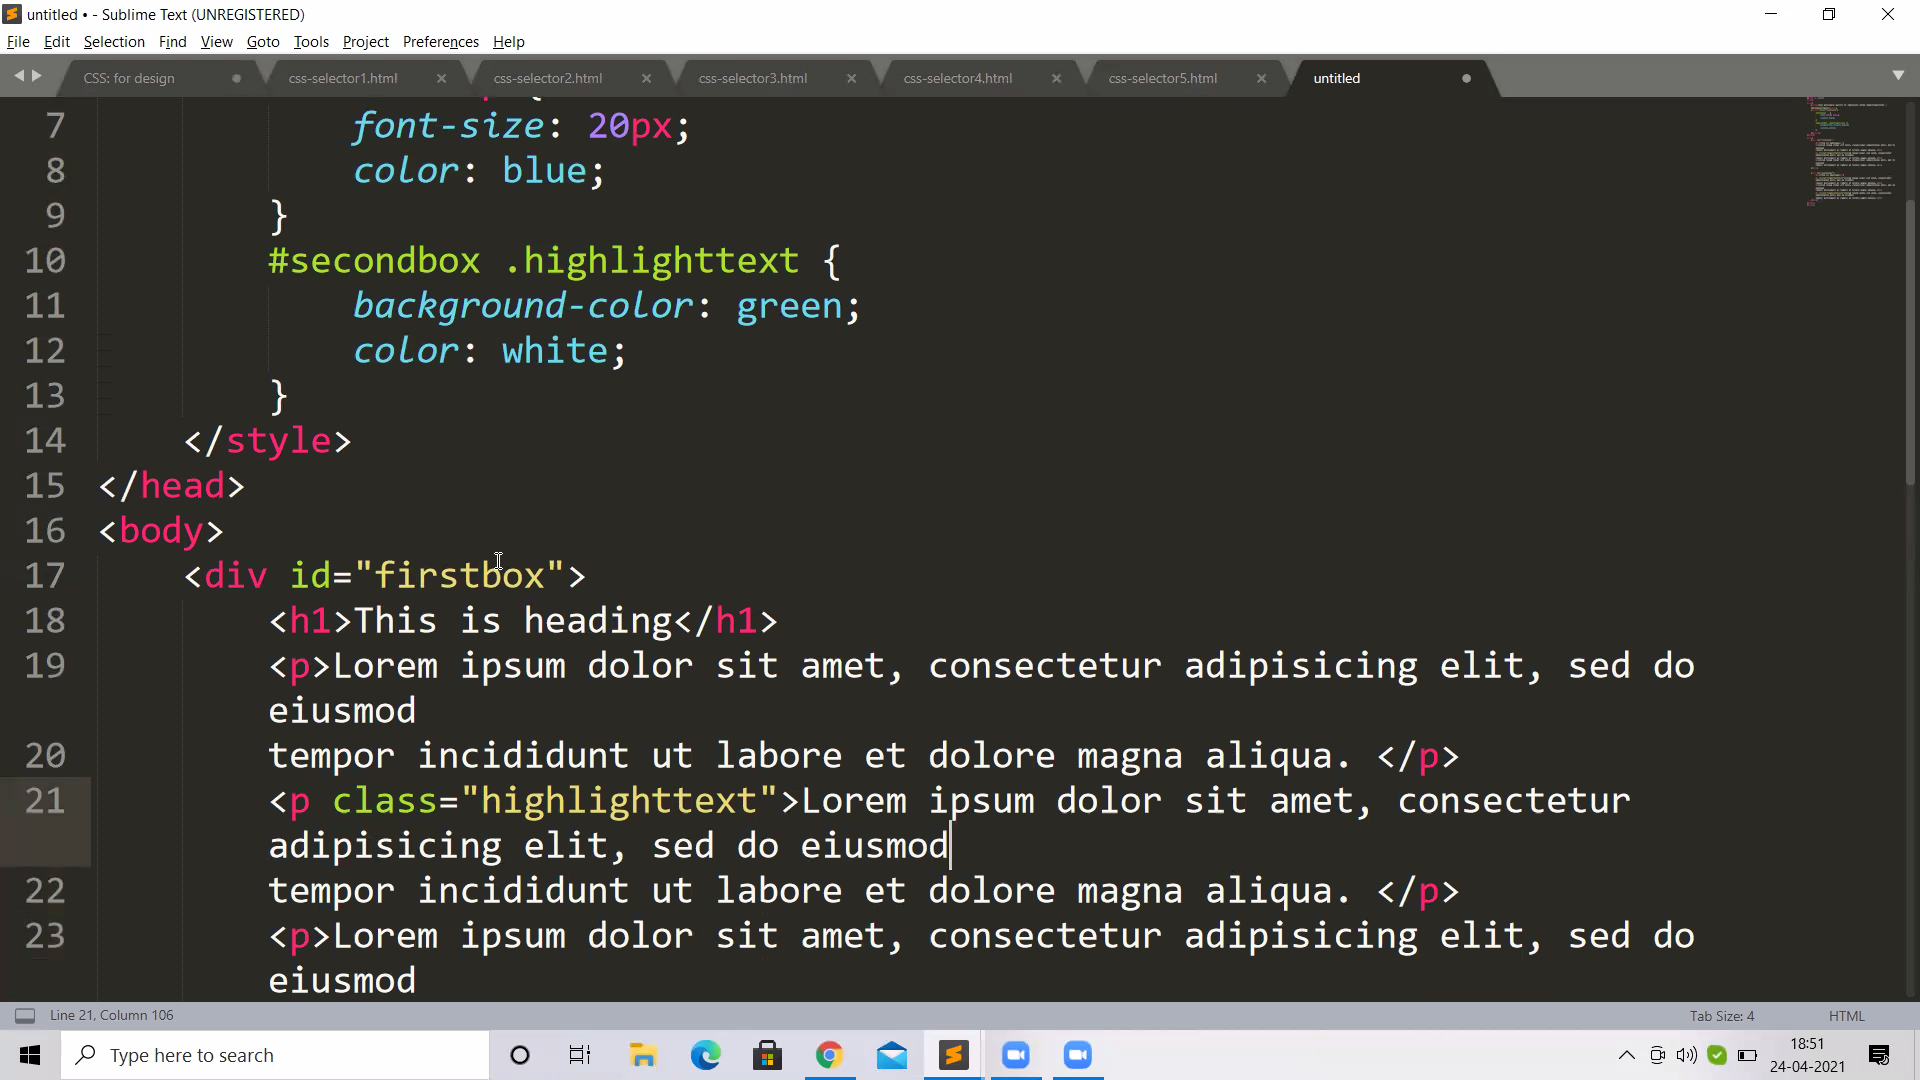 untitled • - Sublime Text (UNREGISTERED)
File Edit Selection Find View Goto Tools Project Preferences Help
CSS: for design css-selector1.html css-selector2.html css-selector3.html css-selector4.html css-selector5.html untitled
7 font-size: 20px;
8 color: blue;
9 }
10 #secondbox .highlighttext {
11 background-color: green;
12 color: white;
13 }
14 </style>
15 </head>
16 <body>
17 <div id="firstbox">
18 <h1>This is heading</h1>
19 <p>Lorem ipsum dolor sit amet, consectetur adipisicing elit, sed do
eiusmod
20 tempor incididunt ut labore et dolore magna aliqua. </p>
21 <p class="highlighttext">Lorem ipsum dolor sit amet, consectetur
adipisicing elit, sed do eiusmod
22 tempor incididunt ut labore et dolore magna aliqua. </p>
23 <p>Lorem ipsum dolor sit amet, consectetur adipisicing elit, sed do
eiusmod
Line 21, Column 106 Tab Size: 4 HTML
Type here to search
18:51
24-04-2021